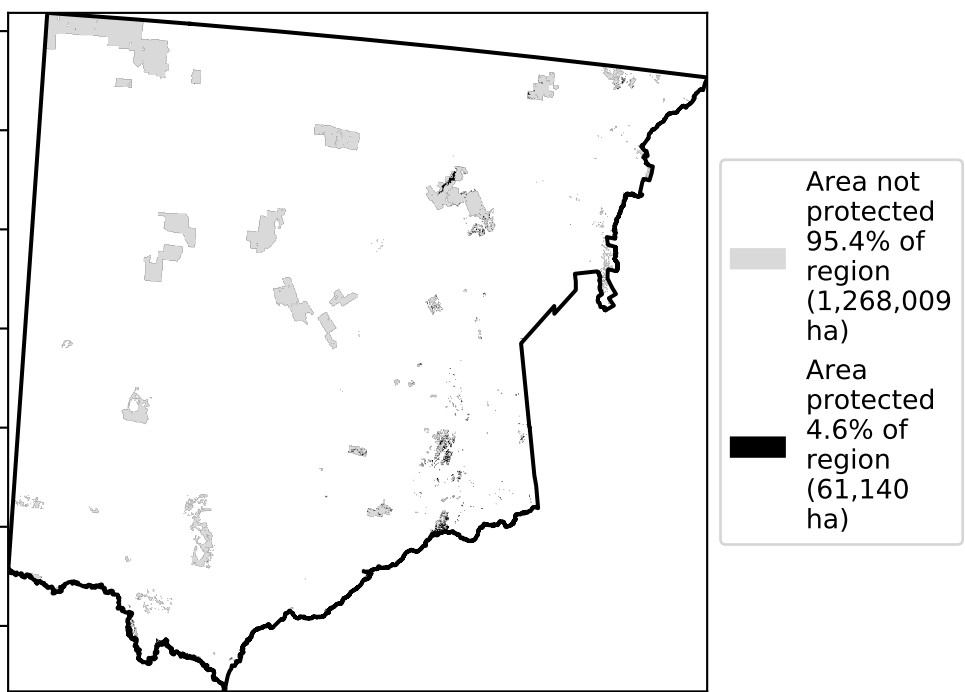 Area not
protected
95.4% of
region
(1,268,009
ha)
Area
protected
4.6% of
region
(61,140
ha)